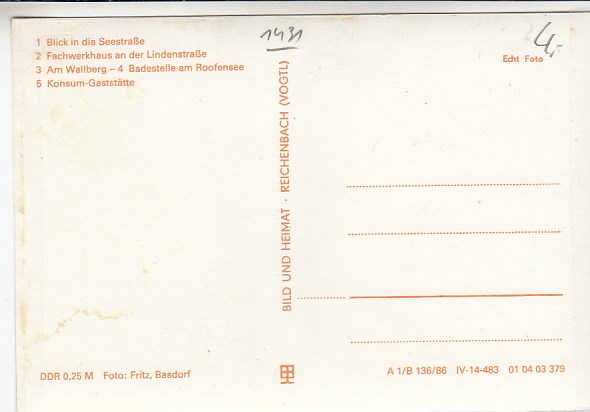 1 Blick in die Seestraße
2 Fachwerkhaus an der Lindenstraße
3 Am Wallberg – 4 Badestelle am Roofensee
5 Konsum-Gaststätte
1431
4,-
Echt Foto
BILD UND HEIMAT · REICHENBACH (VOGTL)
DDR 0,25 M Foto: Fritz, Basdorf
A 1/B 136/86 IV-14-483 01 04 03 379